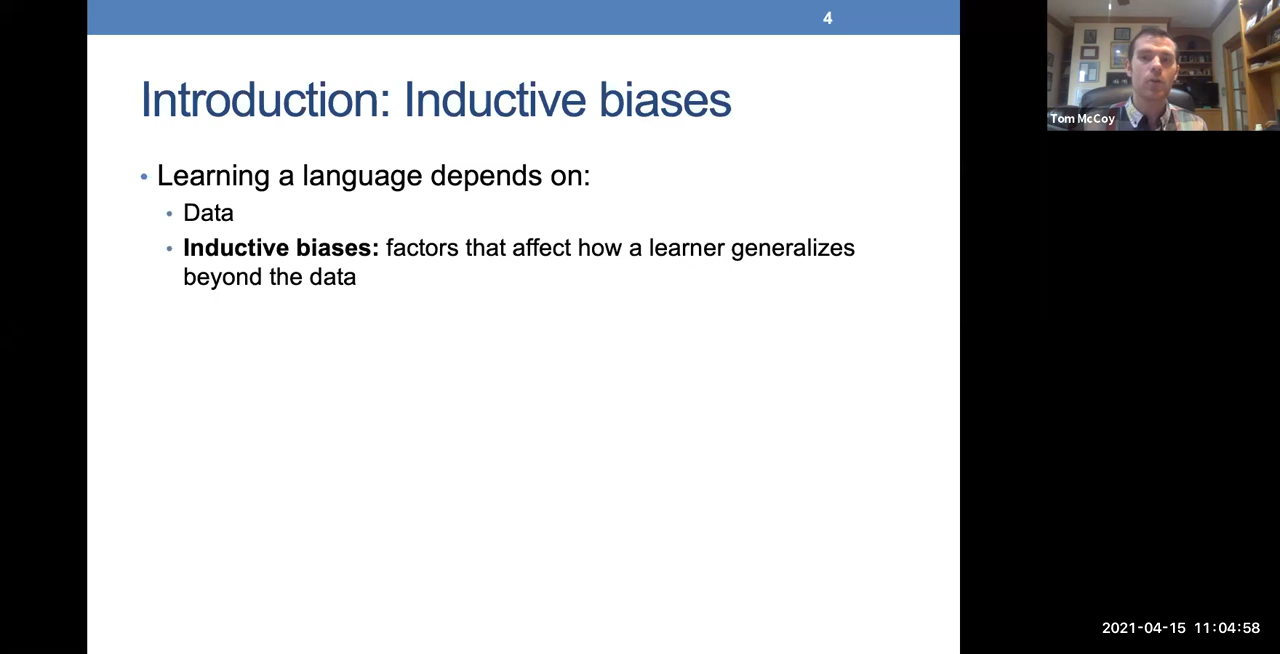 4
Introduction: Inductive biases
• Learning a language depends on:
• Data
• Inductive biases: factors that affect how a learner generalizes
beyond the data
Tom McCoy
2021-04-15 11:04:58